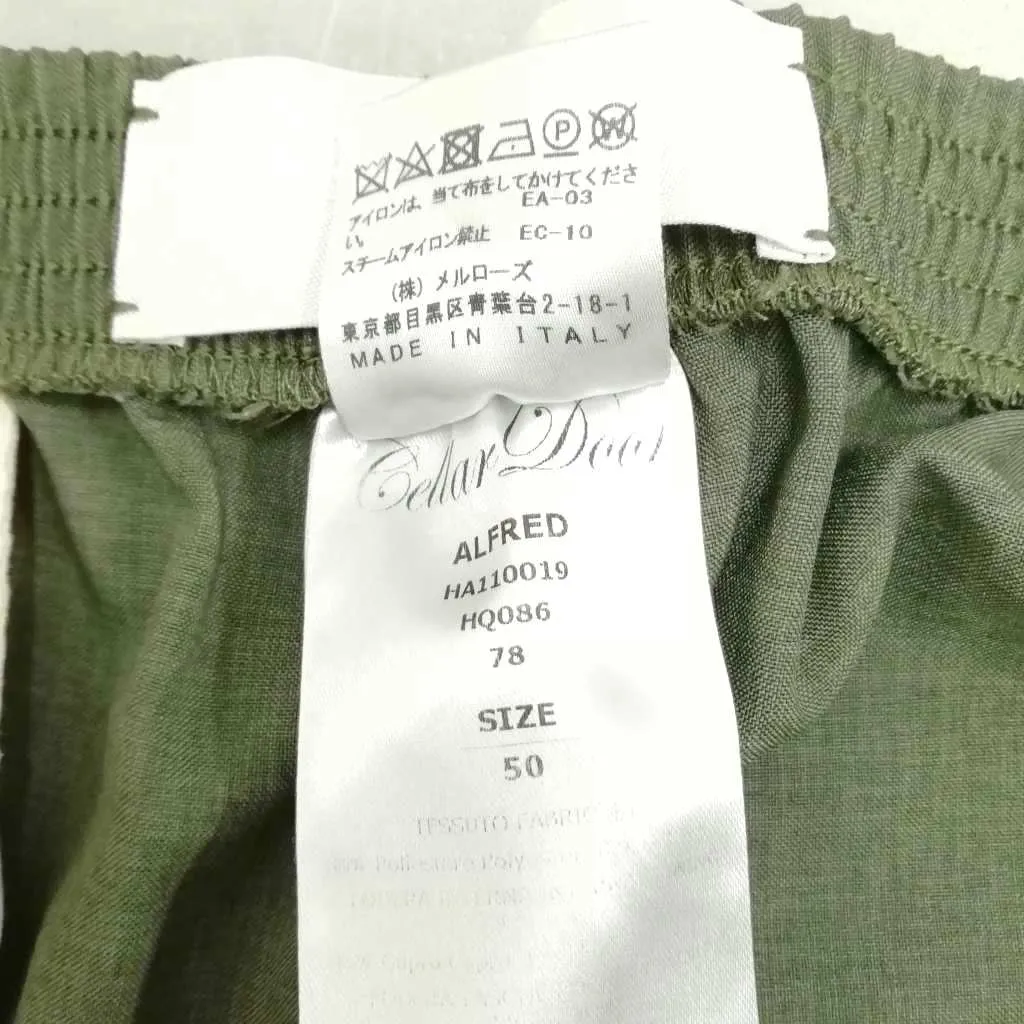 アイロンは、当て布をしてかけてくださ
い。 EA-03
スチームアイロン禁止 EC-10
(株) メルローズ
東京都目黒区青葉台2-18-1
MADE IN ITALY
Cellar Door
ALFRED
HA110019
HQ086
78
SIZE
50
TESSUTO FABRIC